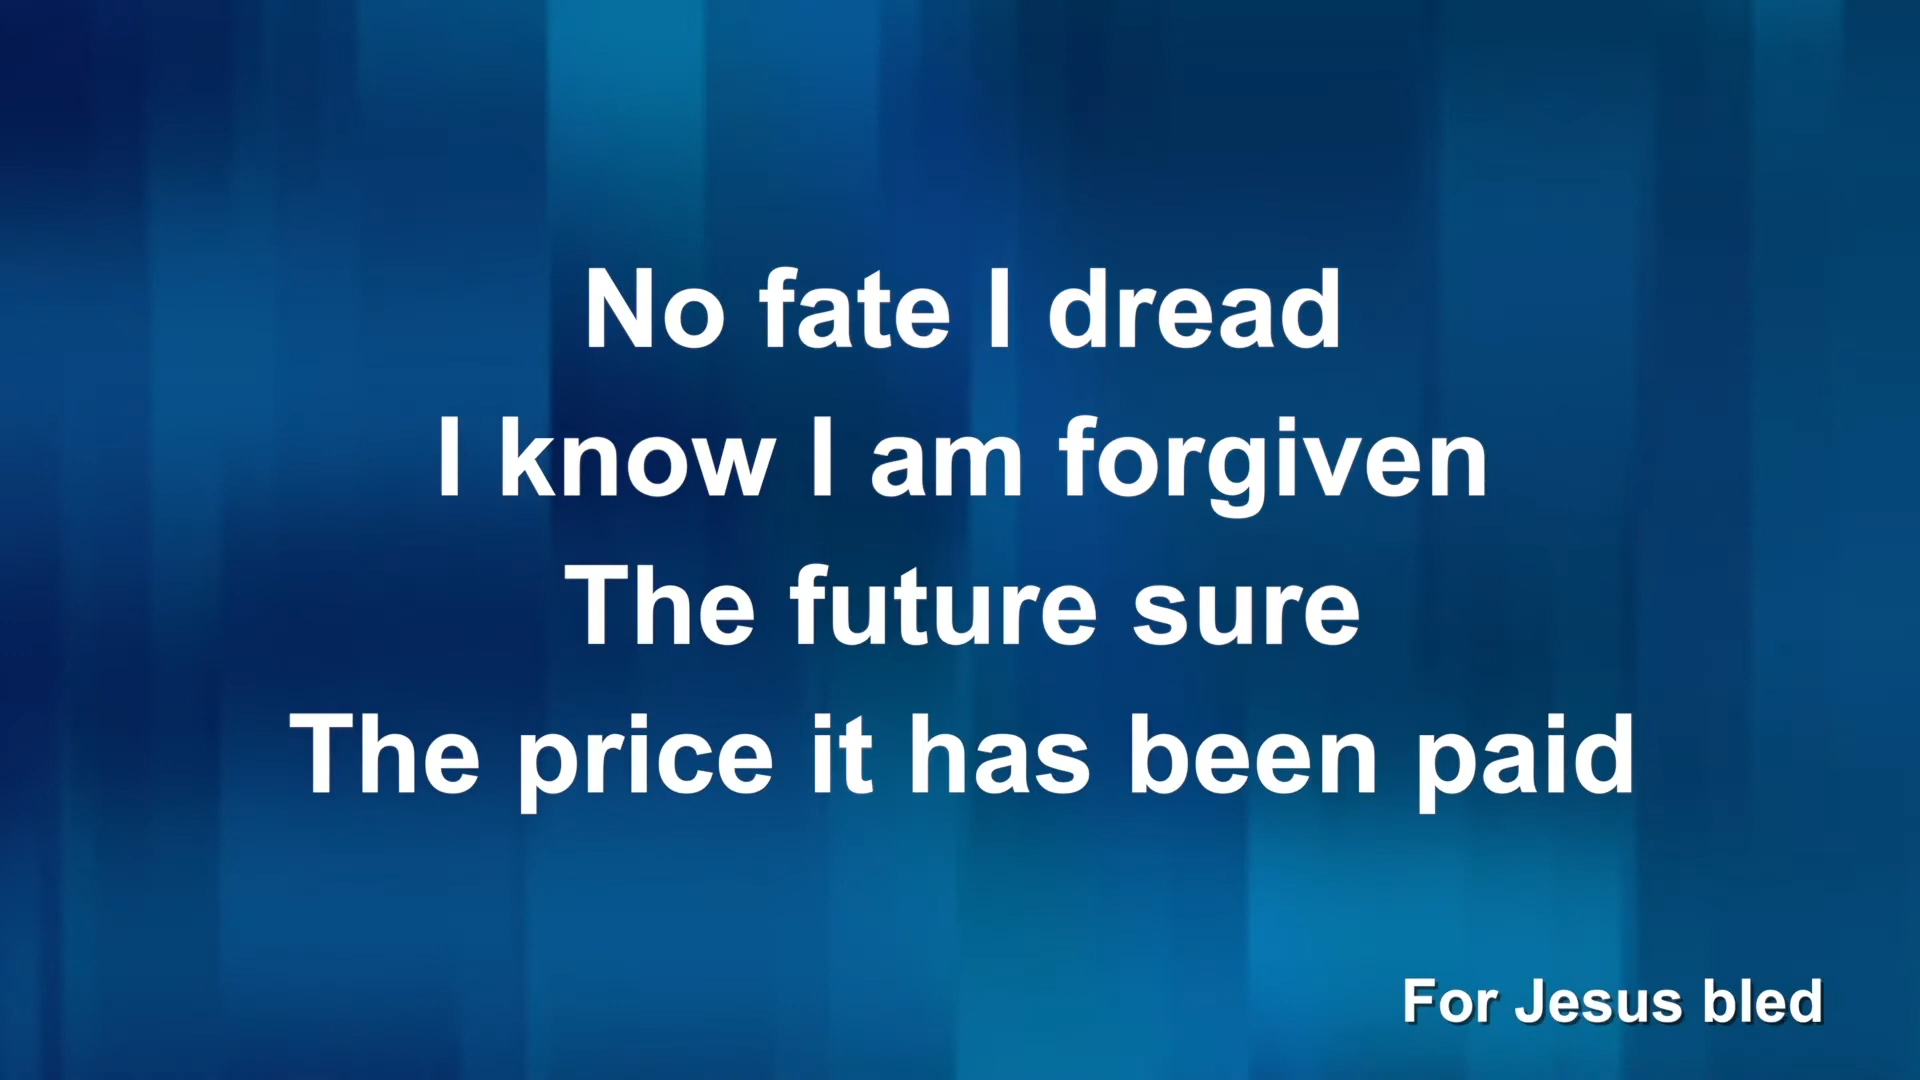 No fate I dread
I know I am forgiven
The future sure
The price it has been paid
For Jesus bled